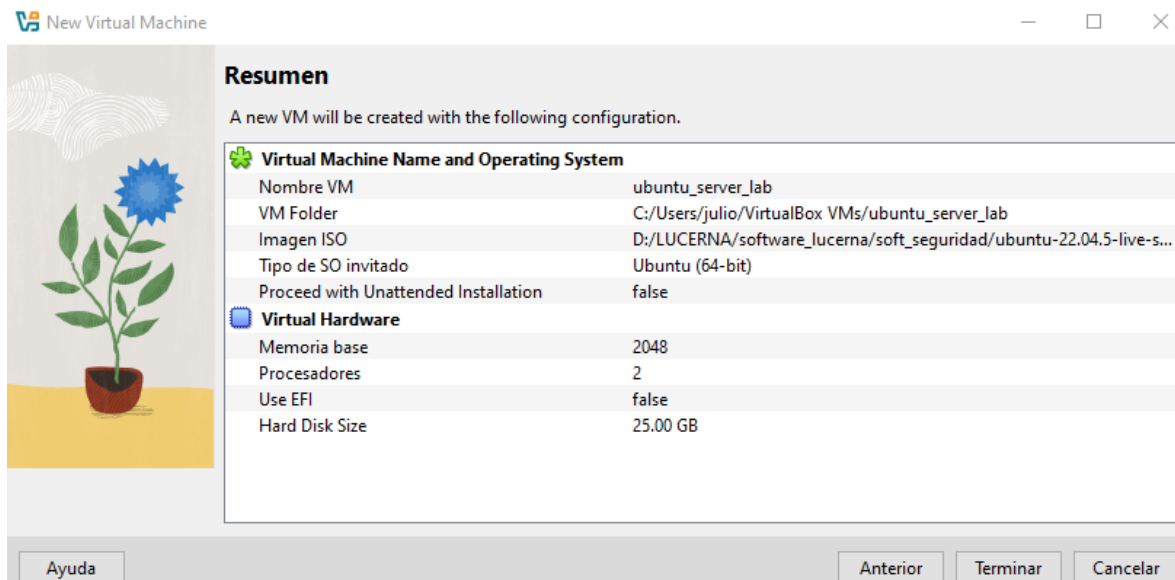 New Virtual Machine
Resumen
A new VM will be created with the following configuration.
Virtual Machine Name and Operating System
Nombre VM ubuntu_server_lab
VM Folder C:/Users/julio/VirtualBox VMs/ubuntu_server_lab
Imagen ISO D:/LUCERNA/software_lucerna/soft_seguridad/ubuntu-22.04.5-live-s...
Tipo de SO invitado Ubuntu (64-bit)
Proceed with Unattended Installation false
Virtual Hardware
Memoria base 2048
Procesadores 2
Use EFI false
Hard Disk Size 25.00 GB
Ayuda Anterior Terminar Cancelar